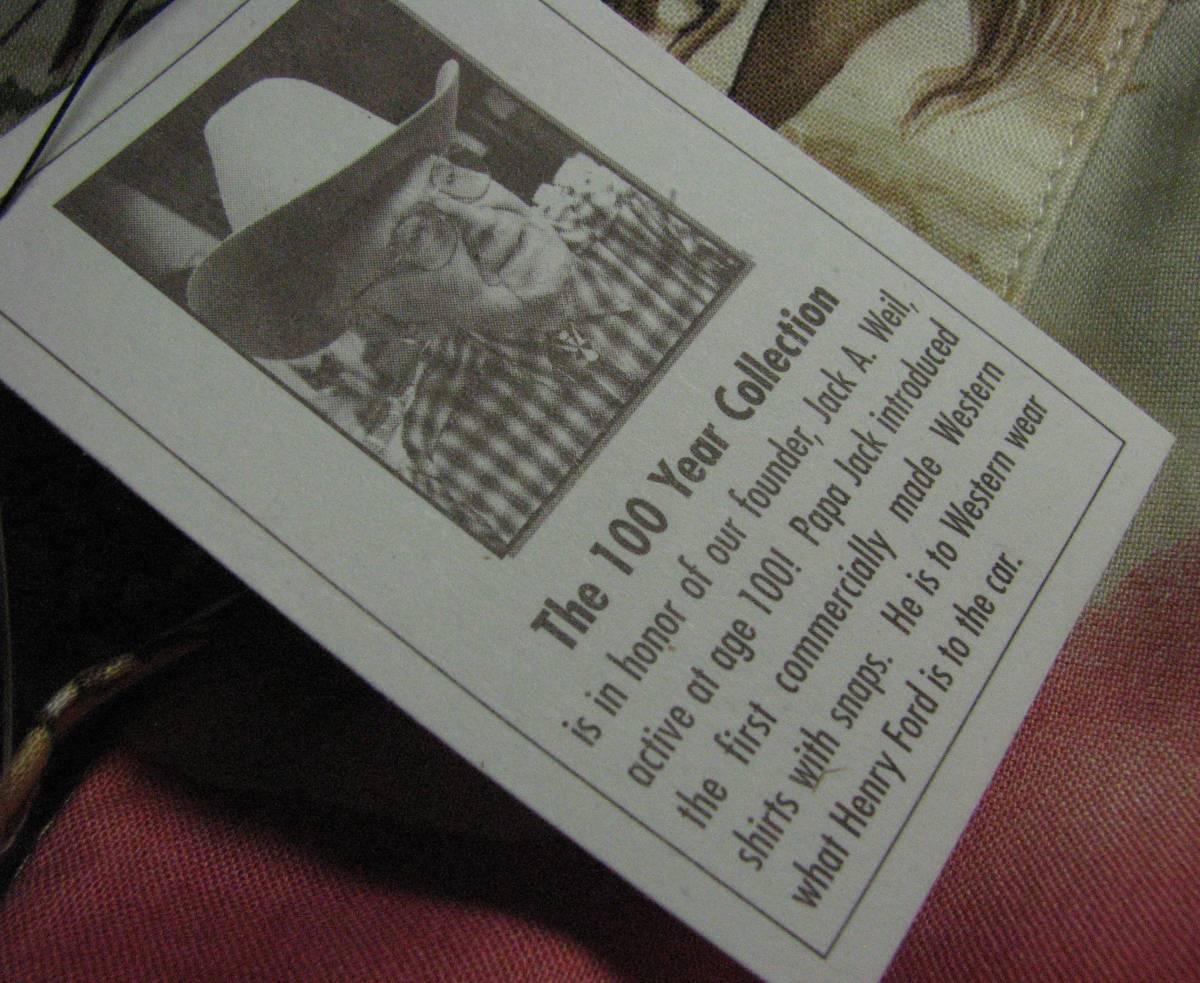 The 100 Year Collection
is in honor of our founder, Jack A. Weil,
active at age 100! Papa Jack introduced
the first commercially made Western
shirts with snaps. He is to Western wear
what Henry Ford is to the car.